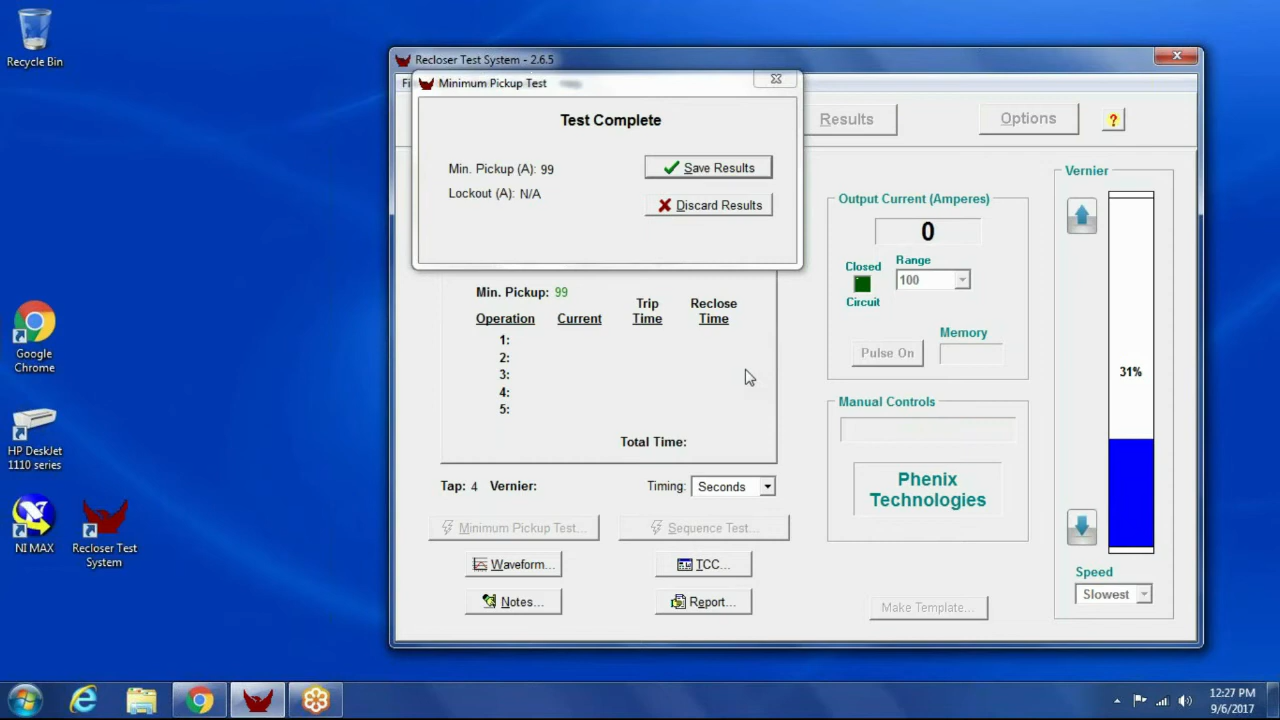 Recycle Bin
Google
Chrome
HP DeskJet
1110 series
NI MAX
Recloser Test
System
Recloser Test System - 2.6.5
Minimum Pickup Test
Test Complete
Min. Pickup (A): 99
Lockout (A): N/A
Save Results
Discard Results
Results
Options
?
Min. Pickup: 99
Operation Current Trip Time Reclose Time
1:
2:
3:
4:
5:
Total Time:
Tap: 4 Vernier:
Timing: Seconds
Minimum Pickup Test...
Sequence Test...
Waveform...
TCC...
Notes...
Report...
Output Current (Amperes)
0
Closed
Circuit
Range
100
Pulse On
Memory
Manual Controls
Phenix
Technologies
Make Template...
Vernier
31%
Speed
Slowest
12:27 PM
9/6/2017